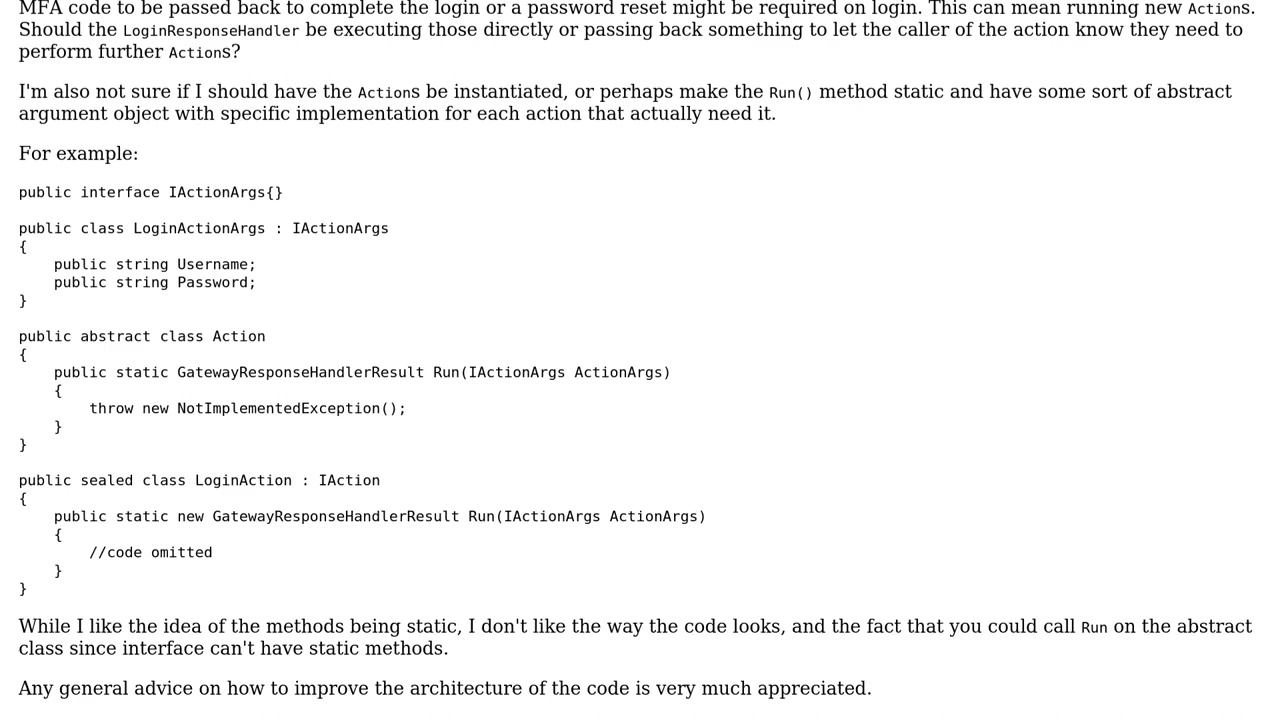 MFA code to be passed back to complete the login or a password reset might be required on login. This can mean running new Actions.
Should the LoginResponseHandler be executing those directly or passing back something to let the caller of the action know they need to
perform further Actions?
I'm also not sure if I should have the Actions be instantiated, or perhaps make the Run() method static and have some sort of abstract
argument object with specific implementation for each action that actually need it.
For example:
public interface IActionArgs{}
public class LoginActionArgs : IActionArgs
{
    public string Username;
    public string Password;
}
public abstract class Action
{
    public static GatewayResponseHandlerResult Run(IActionArgs ActionArgs)
    {
        throw new NotImplementedException();
    }
}
public sealed class LoginAction : IAction
{
    public static new GatewayResponseHandlerResult Run(IActionArgs ActionArgs)
    {
        //code omitted
    }
}
While I like the idea of the methods being static, I don't like the way the code looks, and the fact that you could call Run on the abstract
class since interface can't have static methods.
Any general advice on how to improve the architecture of the code is very much appreciated.